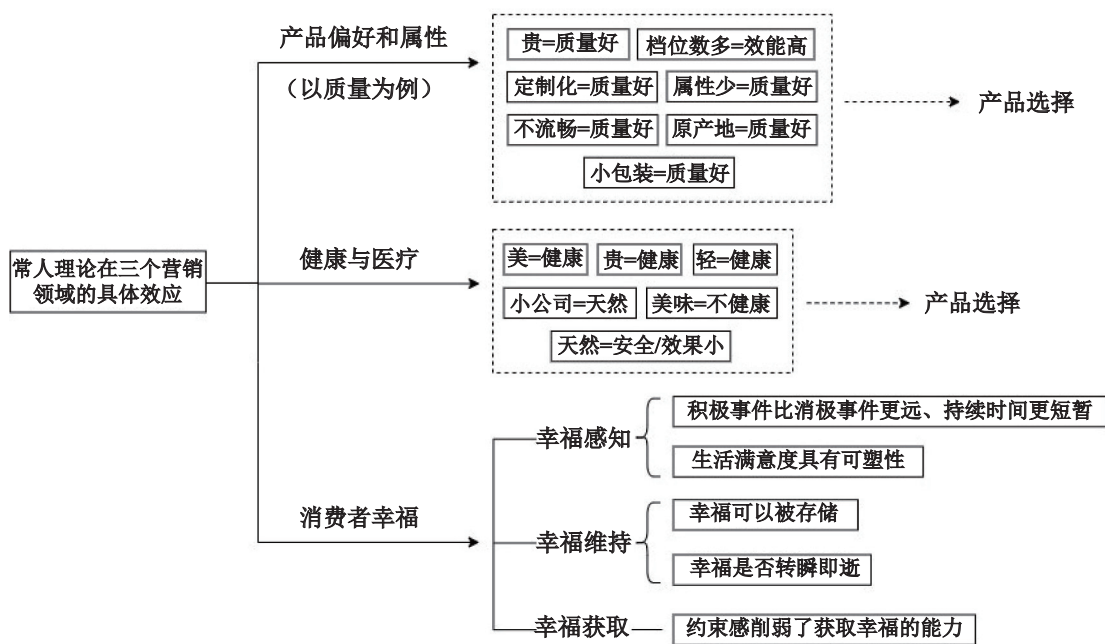 常人理论在三个营销
领域的具体效应
产品偏好和属性
（以质量为例）
贵=质量好
档位数多=效能高
定制化=质量好
属性少=质量好
不流畅=质量好
原产地=质量好
小包装=质量好
产品选择
健康与医疗
美=健康
贵=健康
轻=健康
小公司=天然
美味=不健康
天然=安全/效果小
产品选择
消费者幸福
幸福感知
积极事件比消极事件更远、持续时间更短暂
生活满意度具有可塑性
幸福维持
幸福可以被存储
幸福是否转瞬即逝
幸福获取
约束感削弱了获取幸福的能力